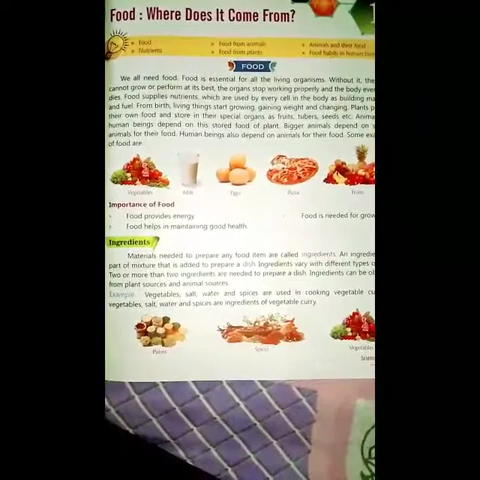 Food : Where Does It Come From?
Food
Food from animals
Animals and their food
Nutrients
Food from plants
Food habits in human
FOOD
We all need food. Food is essential for all the living organisms. Without it, the
cannot grow or perform at its best, the organs stop working properly and the body
dies. Food supplies nutrients, which are used by every cell in the body as building
and fuel. From birth, living things start growing, gaining weight and changing. Plants
their own food and store in their special organs as fruits, tubers, seeds etc.
human beings depend on this stored food of plant. Bigger animals depend on
animals for their food. Human beings also depend on animals for their food. Some
of food are:
Vegetables
Milk
Eggs
Pizza
Fruits
Importance of Food
Food provides energy.
Food is needed for
Food helps in maintaining good health.
Ingredients
Materials needed to prepare any food item are called ingredients. An
part of mixture that is added to prepare a dish. Ingredients vary with different types
Two or more than two ingredients are needed to prepare a dish. Ingredients can be
from plant sources and animal sources.
Example: Vegetables, salt, water and spices are used in cooking vegetable
vegetables, salt, water and spices are ingredients of vegetable curry.
Pulses
Spices
Vegetables